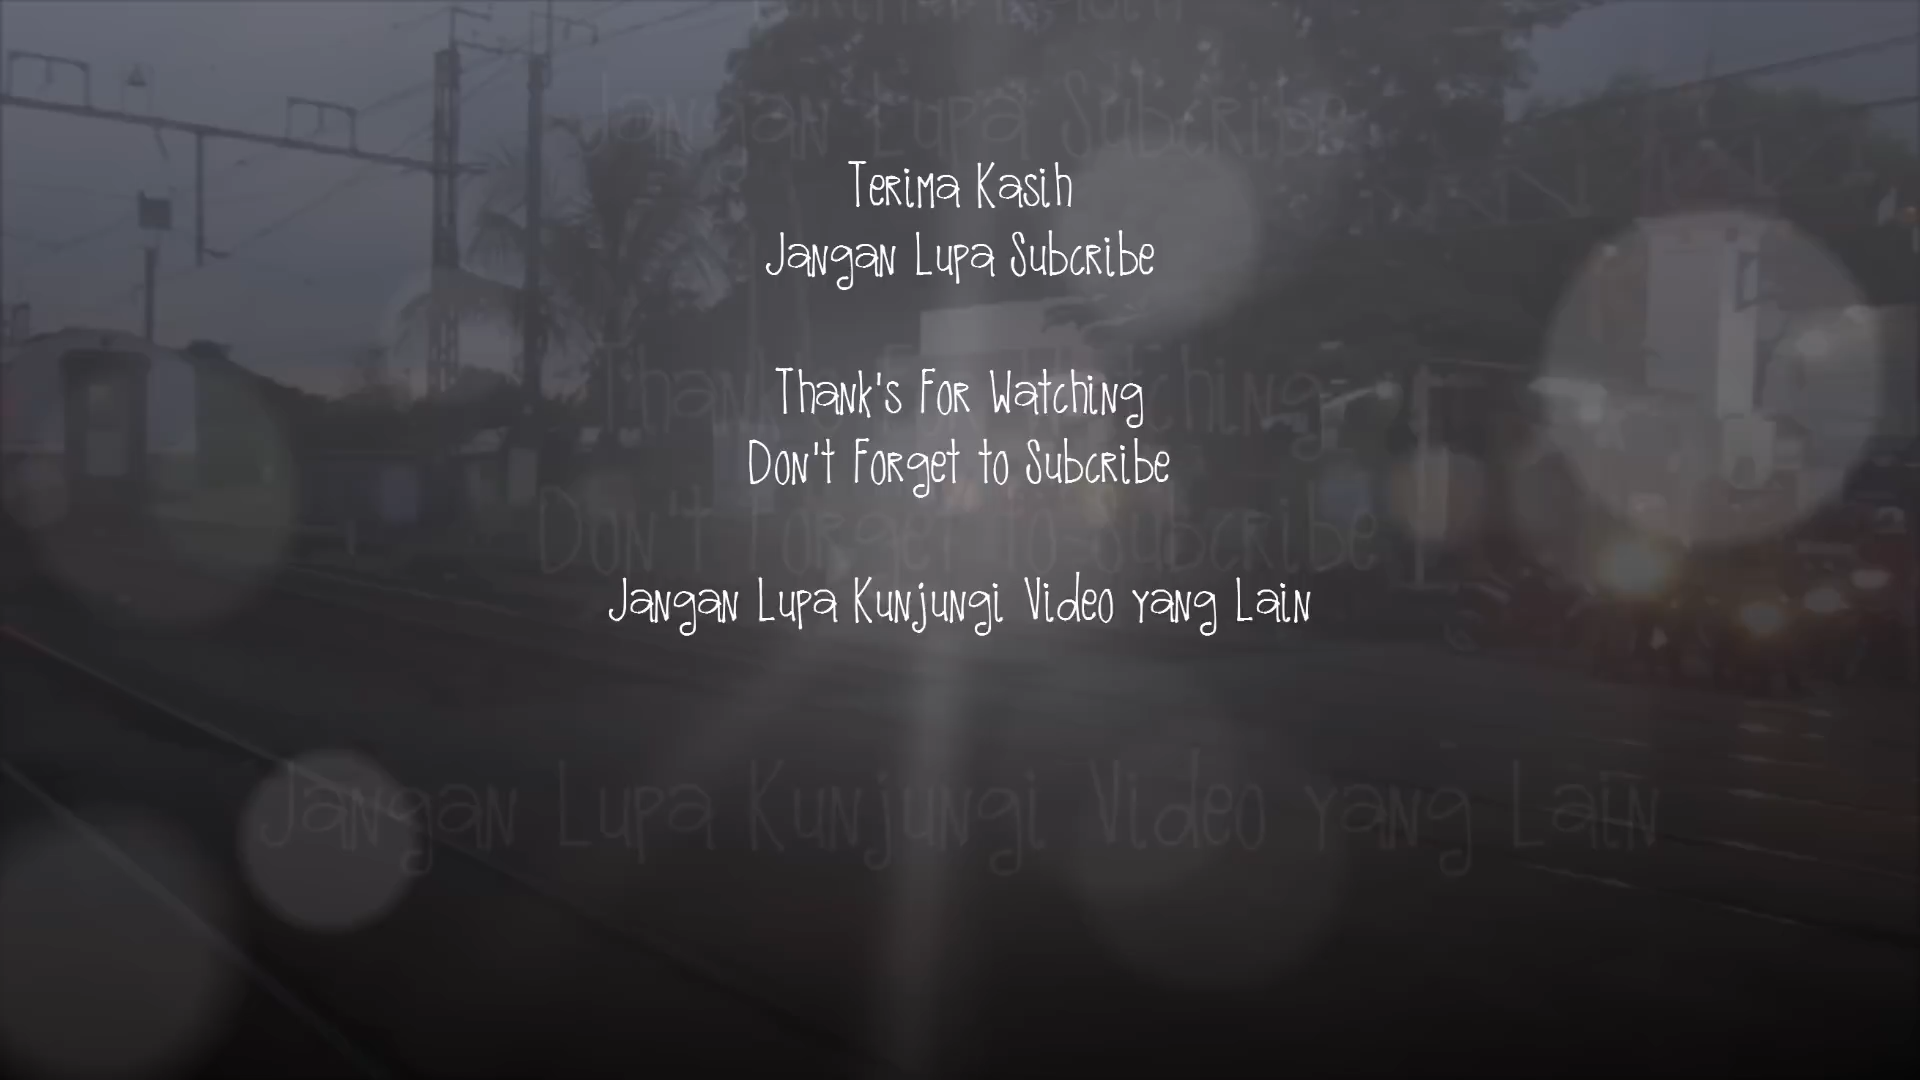 Terima Kasih
Jangan Lupa Subcribe
Thank's For Watching
Don't Forget to Subcribe
Jangan Lupa Kunjungi Video yang Lain